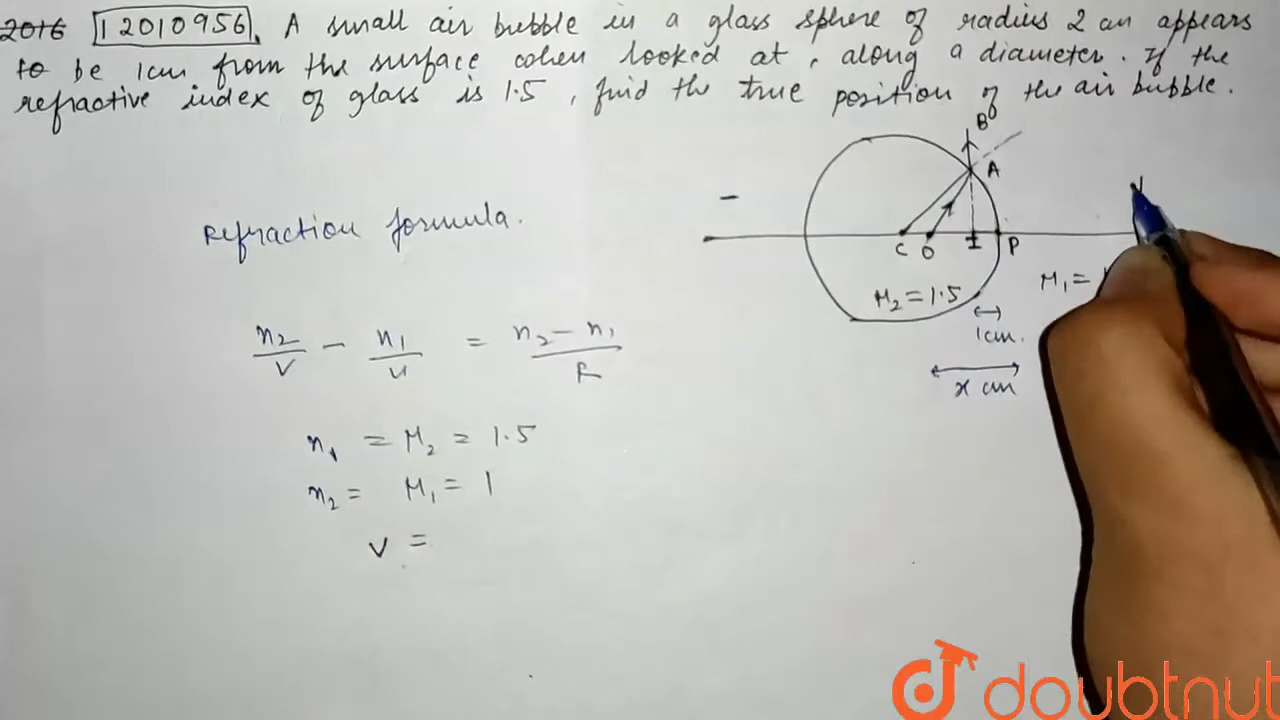 2016 12010956. A small air bubble in a glass sphere of radius 2 cm appears
to be 1cm from the surface when looked at, along a diameter. If the
refractive index of glass is 1.5, find the true position of the air bubble.
B
A
-
Refraction formula.
C O I P
μ₂ = 1.5 μ₁ =
1cm.
x cm
n₂/v - n₁/u = n₂ - n₁/R
n₁ = μ₂ = 1.5
n₂ = μ₁ = 1
v =
doubtnut